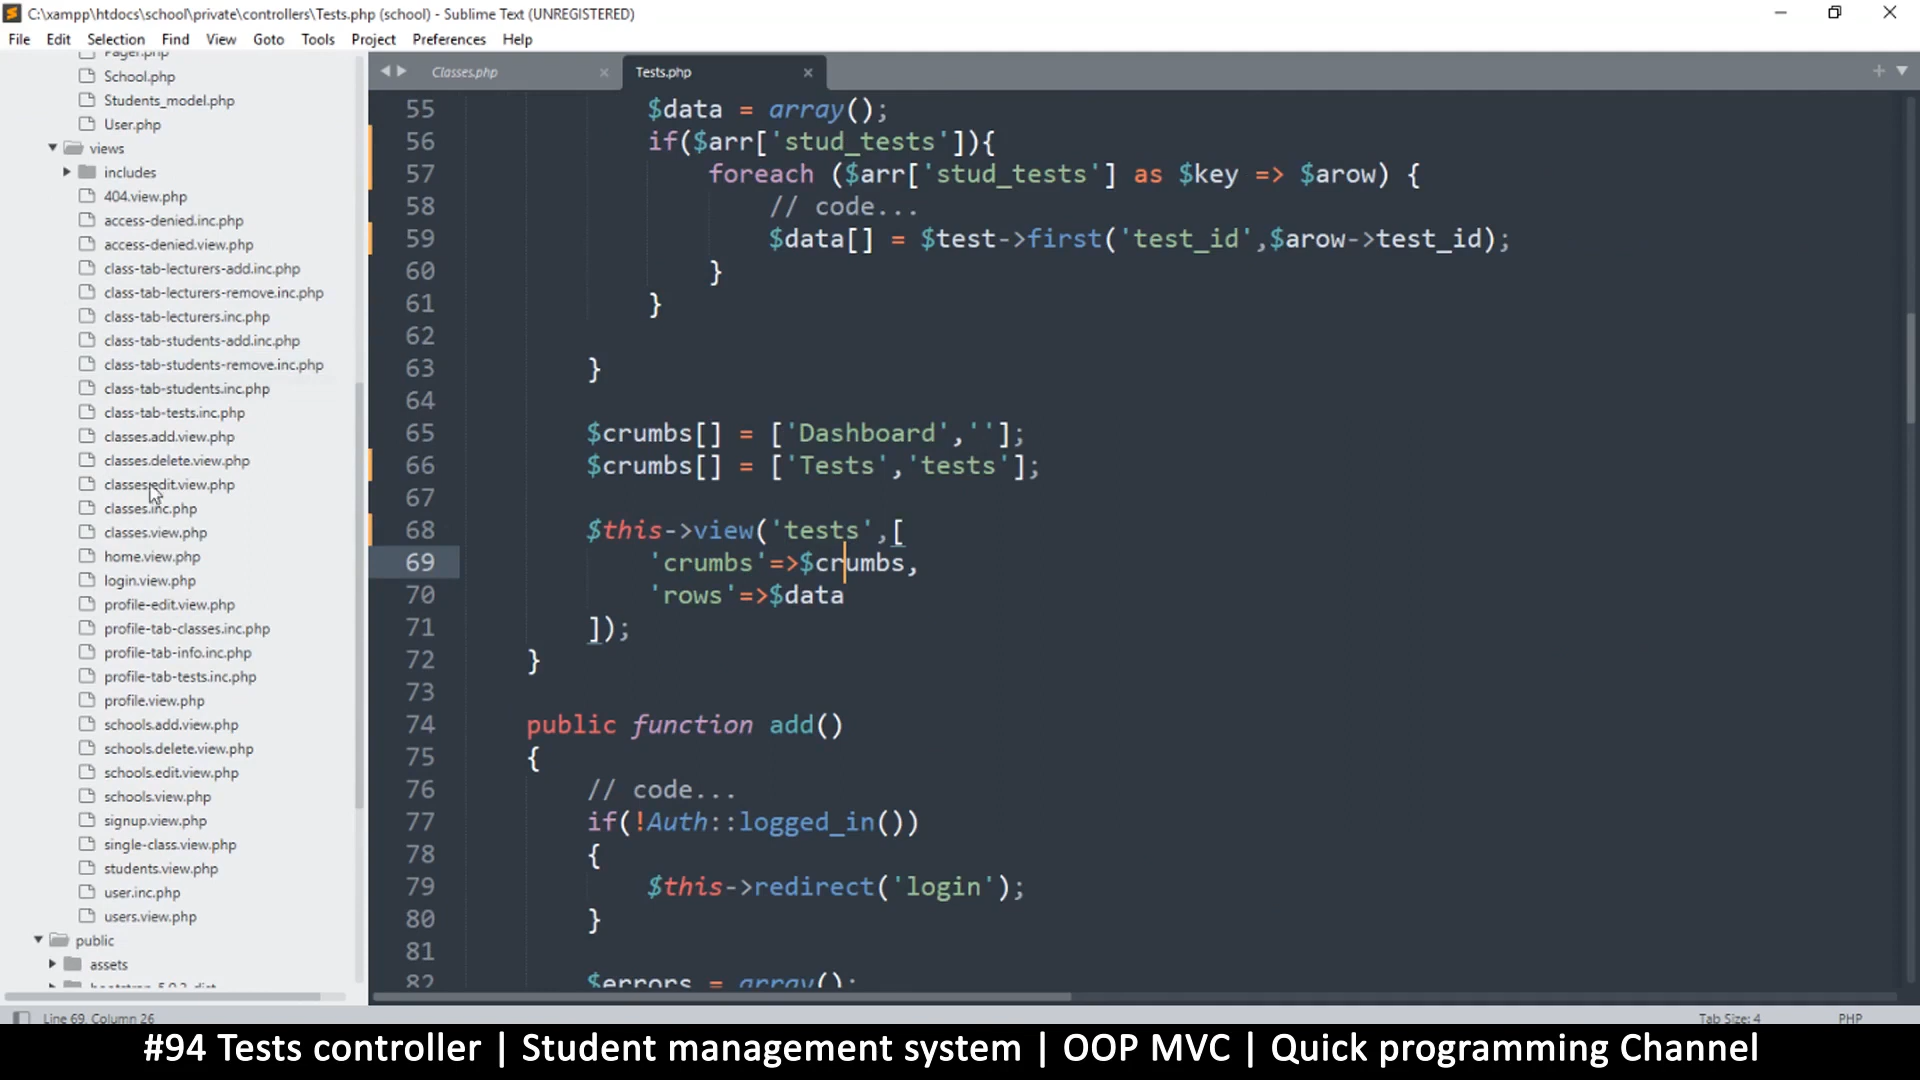 C:\xampp\htdocs\school\private\controllers\Tests.php (school) - Sublime Text (UNREGISTERED)
File Edit Selection Find View Goto Tools Project Preferences Help
Pager.php
School.php
Students_model.php
User.php
views
includes
404.view.php
access-denied.inc.php
access-denied.view.php
class-tab-lecturers-add.inc.php
class-tab-lecturers-remove.inc.php
class-tab-lecturers.inc.php
class-tab-students-add.inc.php
class-tab-students-remove.inc.php
class-tab-students.inc.php
class-tab-tests.inc.php
classes.add.view.php
classes.delete.view.php
classes.edit.view.php
classes.inc.php
classes.view.php
home.view.php
login.view.php
profile-edit.view.php
profile-tab-classes.inc.php
profile-tab-info.inc.php
profile-tab-tests.inc.php
profile.view.php
schools.add.view.php
schools.delete.view.php
schools.edit.view.php
schools.view.php
signup.view.php
single-class.view.php
students.view.php
user.inc.php
users.view.php
public
assets
bootstrap-5.0.2-dist
Classes.php
Tests.php
55 $data = array();
56 if($arr['stud_tests']){
57 foreach ($arr['stud_tests'] as $key => $arow) {
58 // code...
59 $data[] = $test->first('test_id',$arow->test_id);
60 }
61 }
62
63 }
64
65 $crumbs[] = ['Dashboard',''];
66 $crumbs[] = ['Tests','tests'];
67
68 $this->view('tests',[
69 'crumbs'=>$crumbs,
70 'rows'=>$data
71 ]);
72 }
73
74 public function add()
75 {
76 // code...
77 if(!Auth::logged_in())
78 {
79 $this->redirect('login');
80 }
81
82 $errors = array();
Line 69, Column 26
Tab Size: 4
PHP
#94 Tests controller | Student management system | OOP MVC | Quick programming Channel